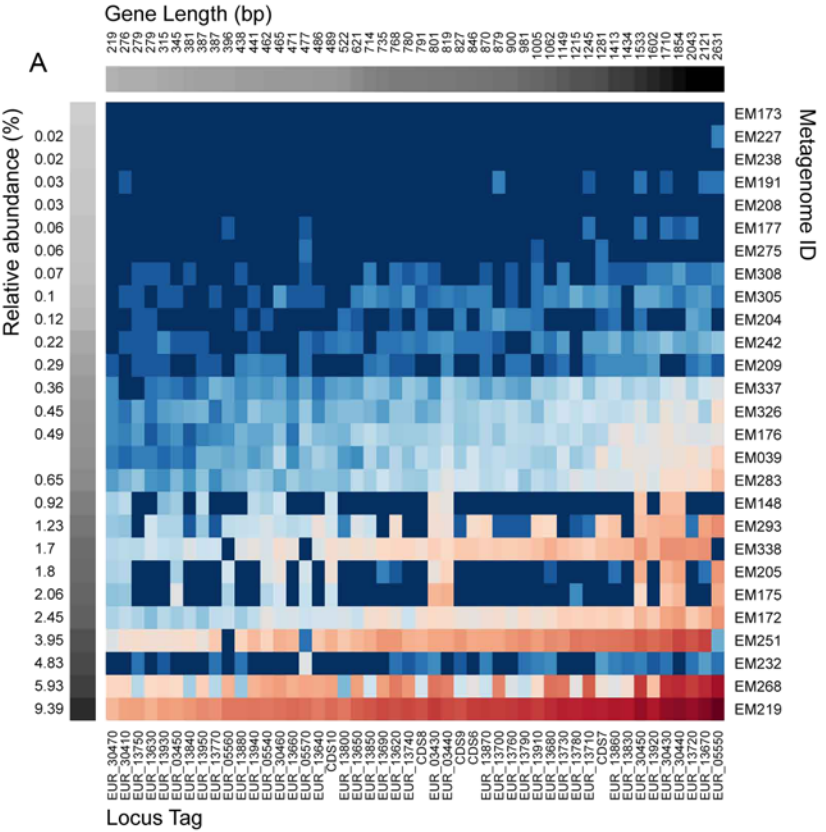 Gene Length (bp)
219
276
279
279
315
345
381
387
387
396
438
441
462
465
471
477
486
489
522
621
714
735
768
780
791
801
819
827
846
870
879
900
981
1005
1062
1149
1215
1245
1281
1413
1434
1533
1602
1710
1854
2043
2121
2631
A
Relative abundance (%)
0.02
0.02
0.03
0.03
0.06
0.06
0.07
0.1
0.12
0.22
0.29
0.36
0.45
0.49
0.65
0.92
1.23
1.7
1.8
2.06
2.45
3.95
4.83
5.93
9.39
EM173
EM227
EM238
EM191
EM208
EM177
EM275
EM308
EM305
EM204
EM242
EM209
EM337
EM326
EM176
EM039
EM283
EM148
EM293
EM338
EM205
EM175
EM172
EM251
EM232
EM268
EM219
Metagenome ID
EUR_30470
EUR_30410
EUR_13750
EUR_13630
EUR_13930
EUR_03450
EUR_13840
EUR_13950
EUR_13770
EUR_05560
EUR_13880
EUR_13940
EUR_05540
EUR_30460
EUR_13660
EUR_05570
EUR_13640
CDS10
EUR_13800
EUR_13650
EUR_13850
EUR_13690
EUR_13620
EUR_13740
CDS8
EUR_03430
EUR_03440
CDS9
CDS6
EUR_13870
EUR_13700
EUR_13760
EUR_13790
EUR_13910
EUR_13680
EUR_13730
EUR_13780
EUR_13710
CDS7
EUR_13860
EUR_13830
EUR_30450
EUR_13920
EUR_30430
EUR_30440
EUR_13720
EUR_13670
EUR_05550
Locus Tag